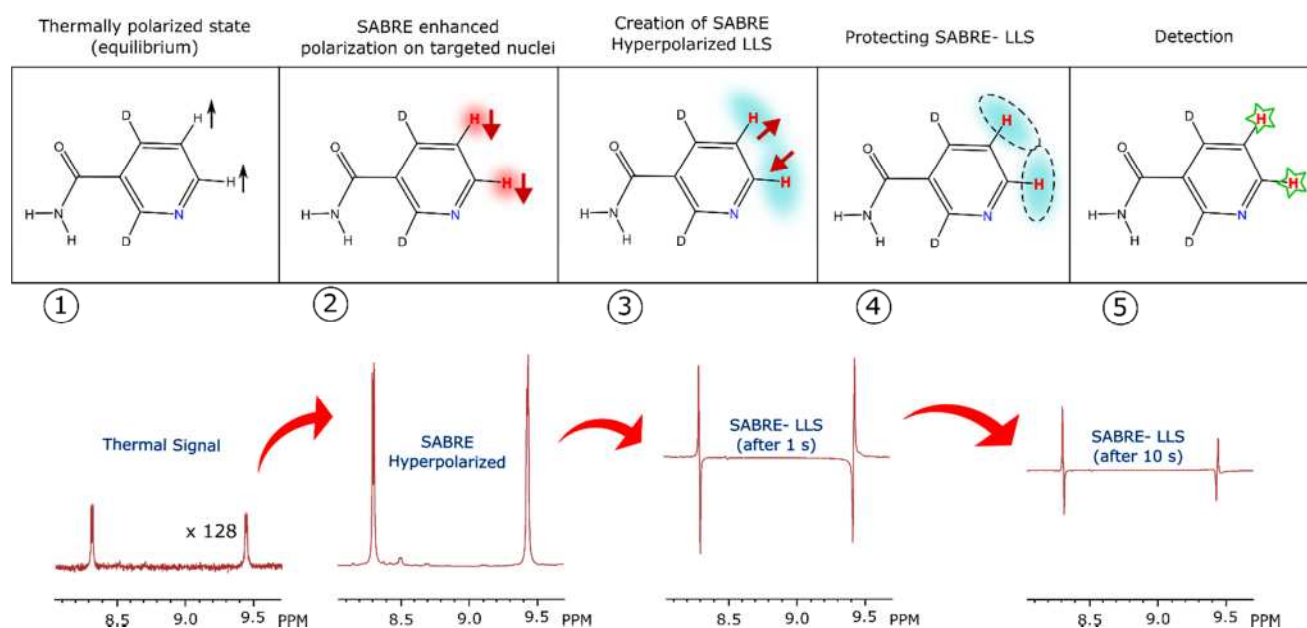 Thermally polarized state
(equilibrium)
SABRE enhanced
polarization on targeted nuclei
Creation of SABRE
Hyperpolarized LLS
Protecting SABRE- LLS
Detection
D
H
O
H
N
N
H
D
D
H
O
H
N
N
H
D
D
H
O
H
N
N
H
D
D
H
O
H
N
N
H
D
D
H
O
H
N
N
H
D
H
H
H
H
H
1
2
3
4
5
Thermal Signal
x 128
8.5 9.0 9.5 PPM
SABRE
Hyperpolarized
8.5 9.0 9.5 PPM
SABRE- LLS
(after 1 s)
8.5 9.0 9.5 PPM
SABRE- LLS
(after 10 s)
8.5 9.0 9.5 PPM